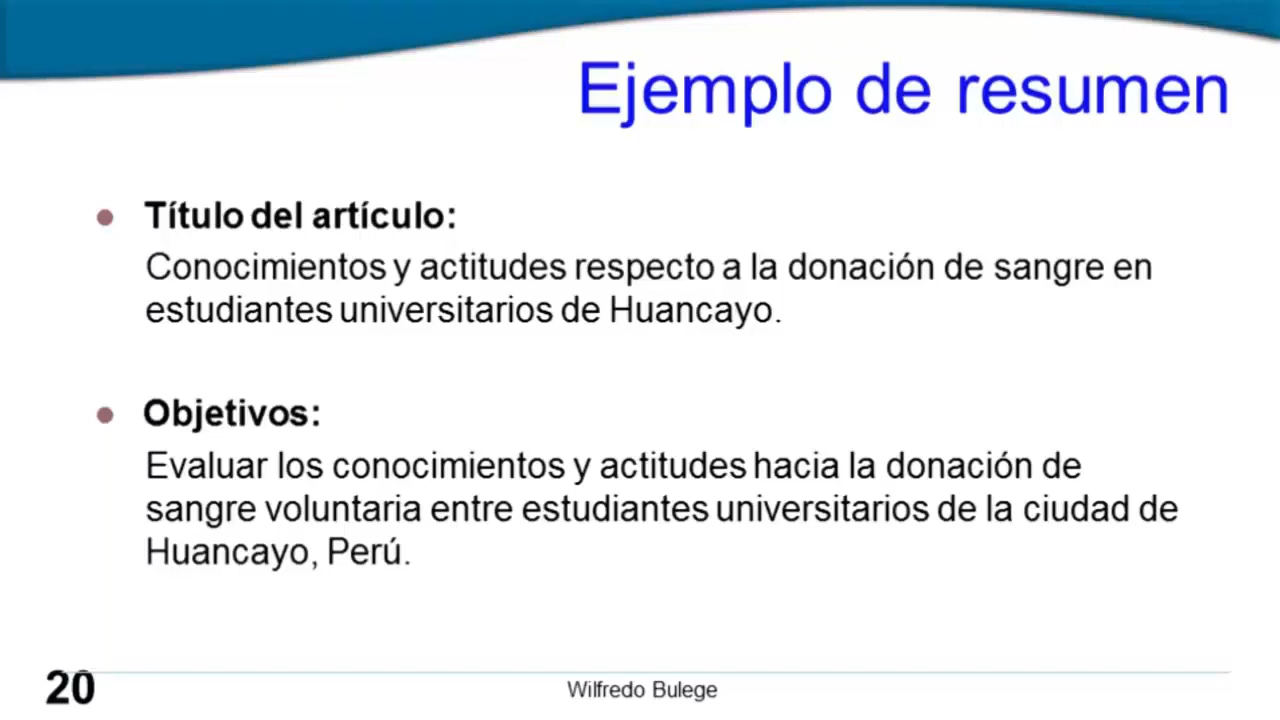 Ejemplo de resumen
Título del artículo:
Conocimientos y actitudes respecto a la donación de sangre en
estudiantes universitarios de Huancayo.
Objetivos:
Evaluar los conocimientos y actitudes hacia la donación de
sangre voluntaria entre estudiantes universitarios de la ciudad de
Huancayo, Perú.
20
Wilfredo Bulege